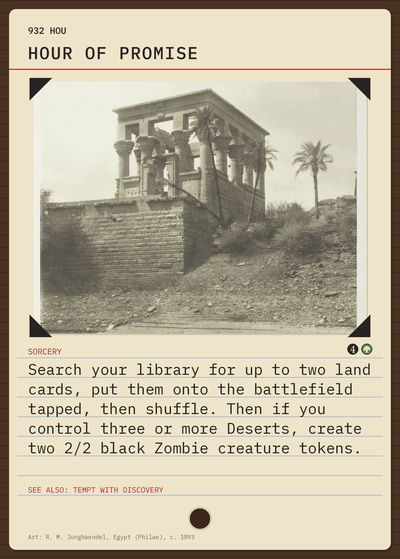 932 HOU
HOUR OF PROMISE
SORCERY
4
Search your library for up to two land
cards, put them onto the battlefield
tapped, then shuffle. Then if you
control three or more Deserts, create
two 2/2 black Zombie creature tokens.
SEE ALSO: TEMPT WITH DISCOVERY
Art: R. M. Junghaendel, Egypt (Philae), c. 1893